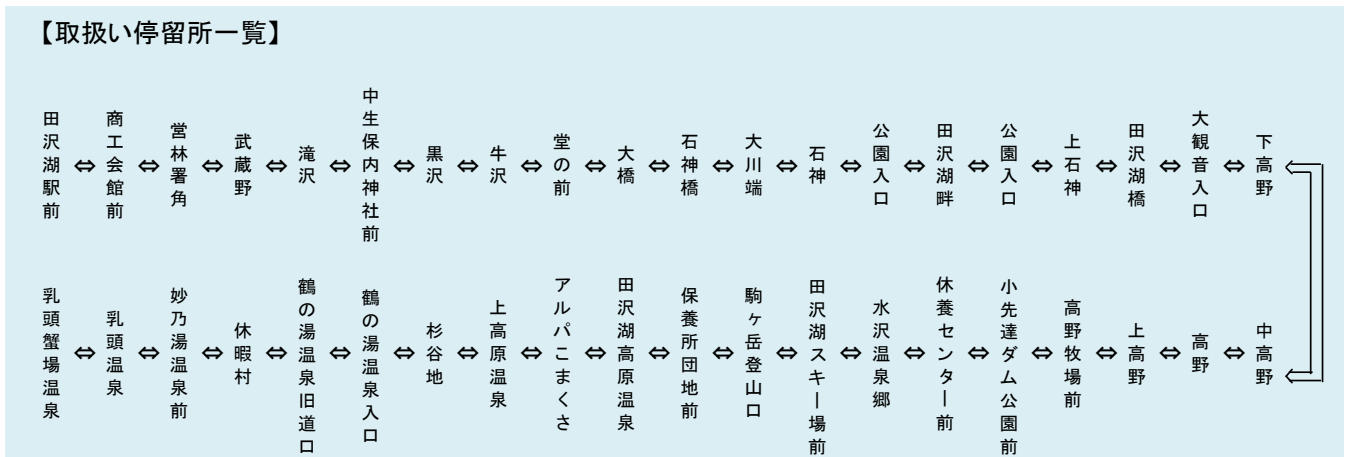 【取扱い停留所一覧】
田沢湖駅前 ⇔ 商工会館前 ⇔ 営林署角 ⇔ 武蔵野 ⇔ 滝沢 ⇔ 中生保内神社前 ⇔ 黒沢 ⇔ 牛沢 ⇔ 堂の前 ⇔ 大橋 ⇔ 石神橋 ⇔ 大川端 ⇔ 石神 ⇔ 公園入口 ⇔ 田沢湖畔 ⇔ 公園入口 ⇔ 上石神 ⇔ 田沢湖橋 ⇔ 大観音入口 ⇔ 下高野
乳頭蟹場温泉 ⇔ 乳頭温泉 ⇔ 妙乃湯温泉前 ⇔ 休暇村 ⇔ 鶴の湯温泉旧道口 ⇔ 鶴の湯温泉入口 ⇔ 杉谷地 ⇔ 上高原温泉 ⇔ アルパこまくさ ⇔ 田沢湖高原温泉 ⇔ 保養所団地前 ⇔ 駒ヶ岳登山口 ⇔ 田沢湖スキー場前 ⇔ 水沢温泉郷 ⇔ 休養センター前 ⇔ 小先達ダム公園前 ⇔ 高野牧場前 ⇔ 上高野 ⇔ 高野 ⇔ 中高野